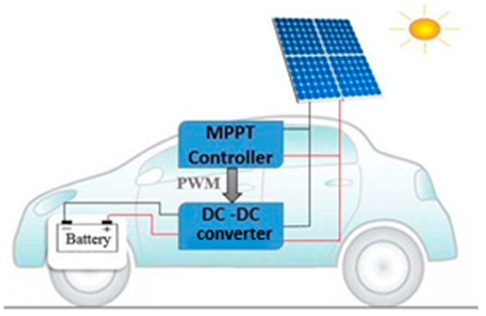 MPPT
Controller
PWM
DC -DC
converter
− +
Battery